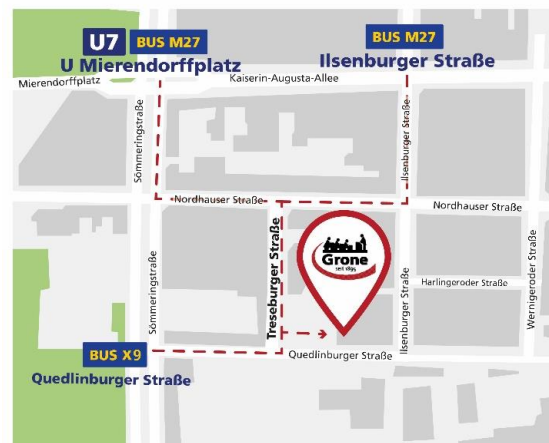 U7 BUS M27
U Mierendorffplatz
BUS M27
Ilsenburger Straße
Mierendorffplatz
Kaiserin-Augusta-Allee
Sömmeringstraße
Ilsenburger Straße
Nordhauser Straße
Nordhauser Straße
Treseburger Straße
Grone
seit 1895
Harlingeroder Straße
Wernigeroder Straße
Sömmeringstraße
Ilsenburger Straße
BUS X9
Quedlinburger Straße
Quedlinburger Straße